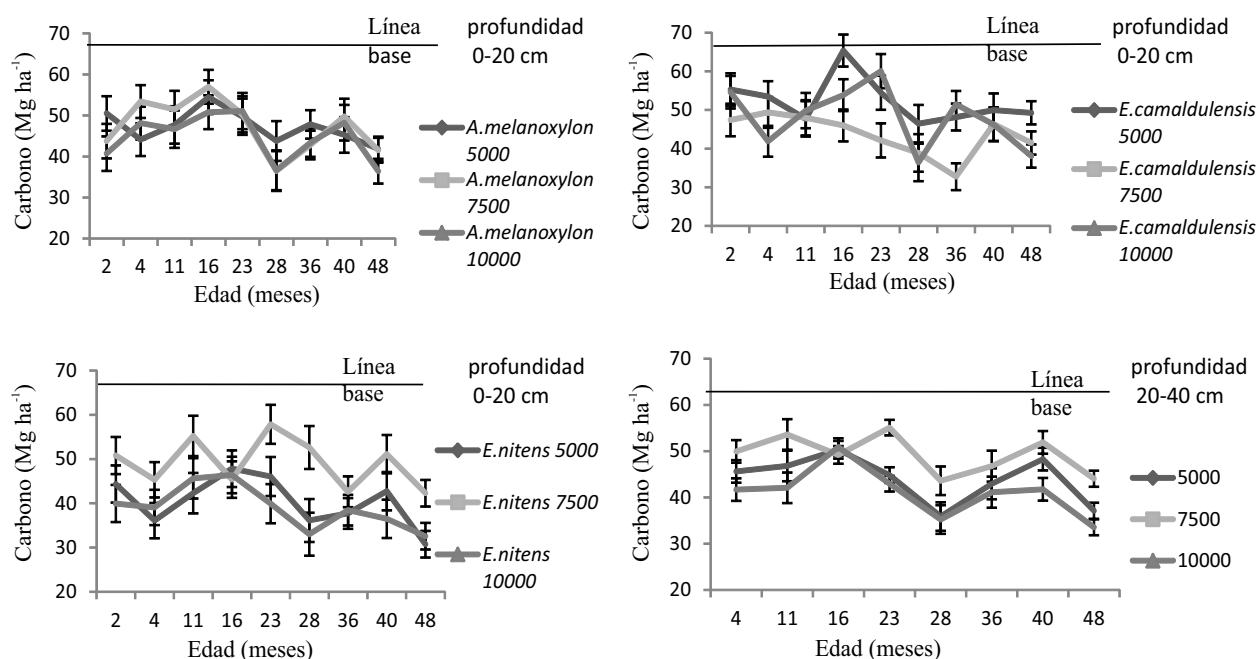 Carbono (Mg ha⁻¹)
70
60
50
40
30
20
Línea
base
profundidad
0-20 cm
A.melanoxylon
5000
A.melanoxylon
7500
A.melanoxylon
10000
2 4 11 16 23 28 36 40 48
Edad (meses)
Carbono (Mg ha⁻¹)
70
60
50
40
30
20
Línea
base
profundidad
0-20 cm
E.camaldulensis
5000
E.camaldulensis
7500
E.camaldulensis
10000
2 4 11 16 23 28 36 40 48
Edad (meses)
Carbono (Mg ha⁻¹)
70
60
50
40
30
20
Línea
base
profundidad
0-20 cm
E.nitens 5000
E.nitens 7500
E.nitens
10000
2 4 11 16 23 28 36 40 48
Edad (meses)
Carbono (Mg ha⁻¹)
70
60
50
40
30
20
Línea
base
profundidad
20-40 cm
5000
7500
10000
4 11 16 23 28 36 40 48
Edad (meses)